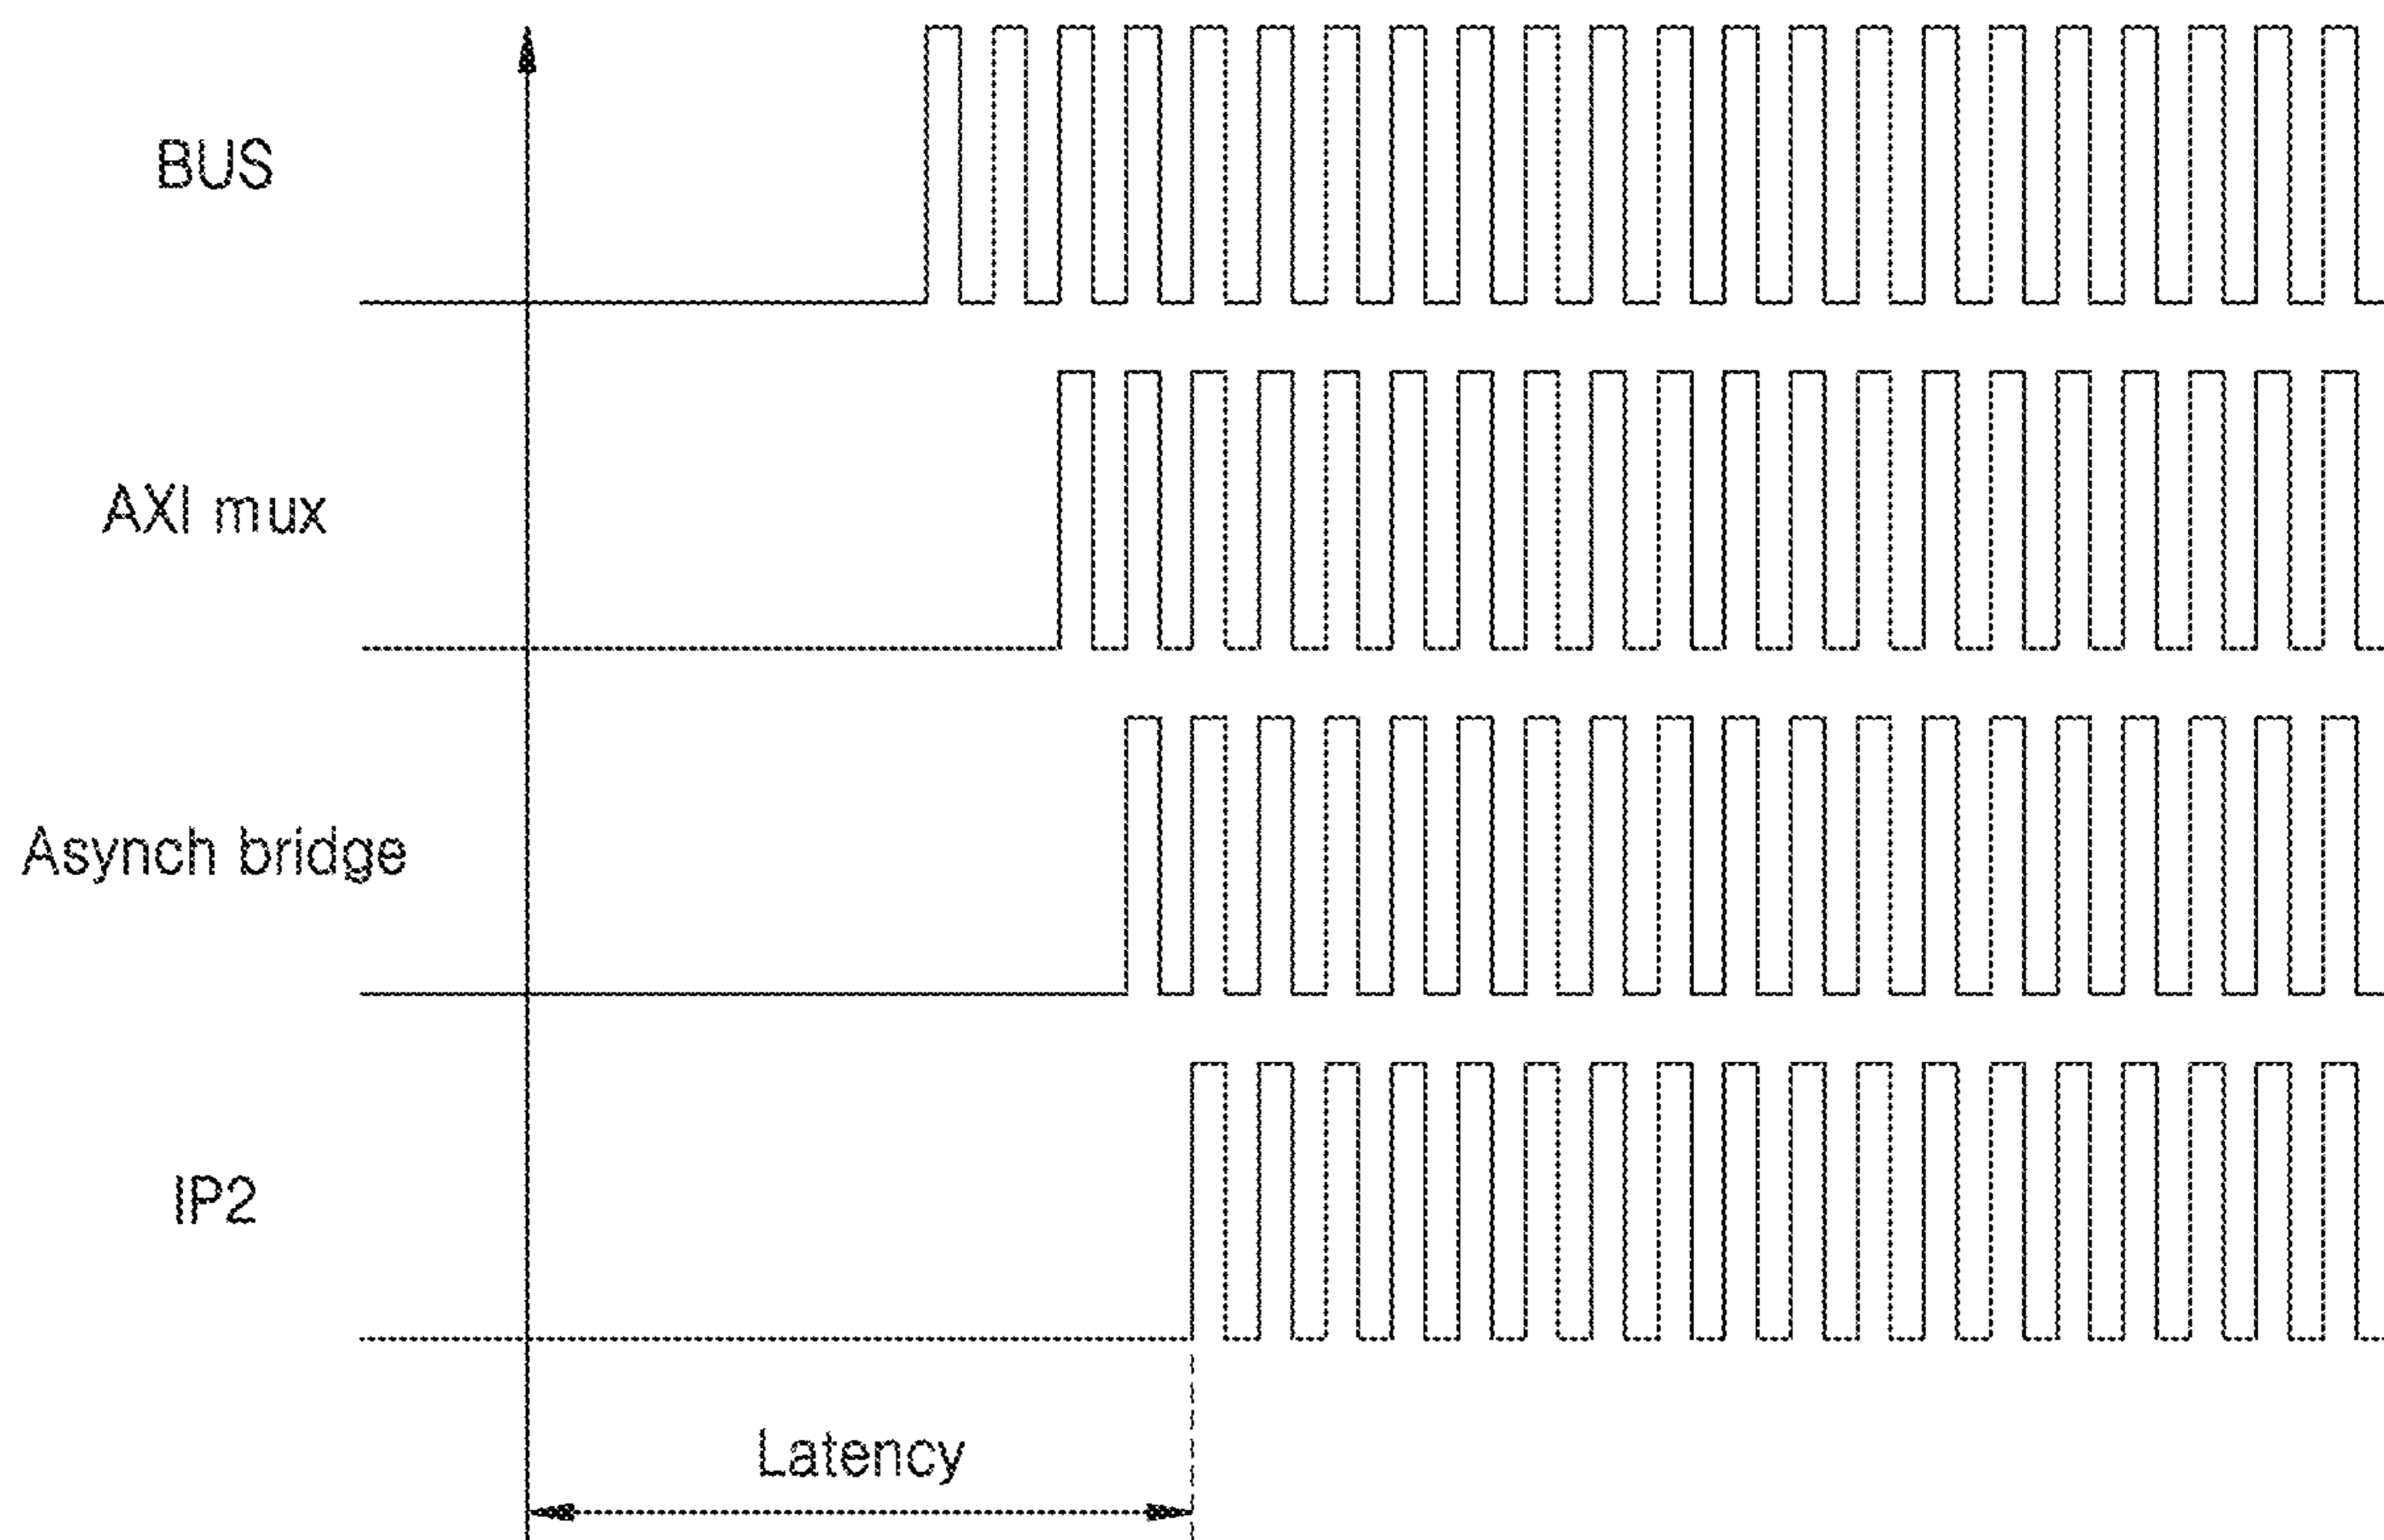 BUS
AXI mux
Asynch bridge
IP2
Latency